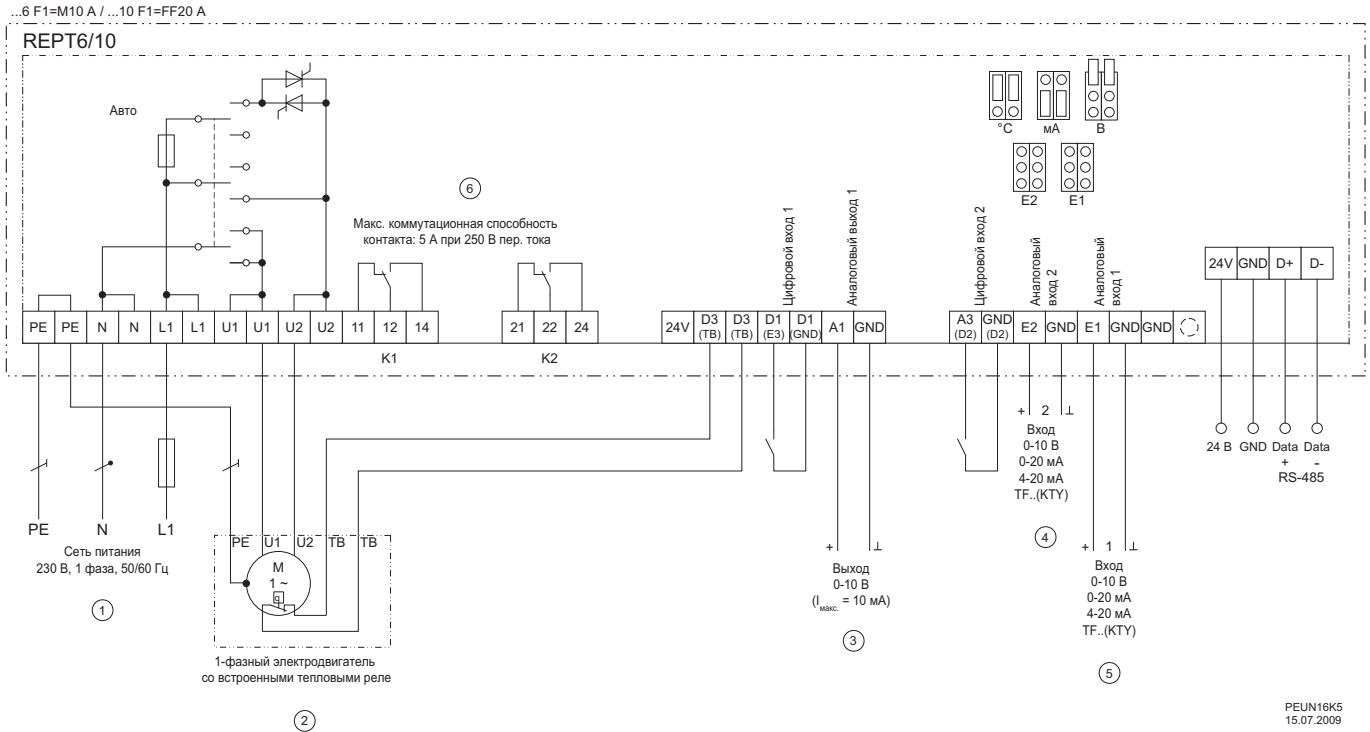 ...6 F1=M10 A / ...10 F1=FF20 A
REPT6/10
Авто
°C
мА
В
E2
E1
6
Макс. коммутационная способность
контакта: 5 А при 250 В пер. тока
Цифровой вход 1
Аналоговый выход 1
Цифровой вход 2
Аналоговый
вход 2
Аналоговый
вход 1
24V GND D+ D-
PE PE N N L1 L1 U1 U1 U2 U2 11 12 14
21 22 24
24V D3 (TB) D3 (TB) D1 (E3) D1 (GND) A1 GND
A3 (D2) GND (D2) E2 GND E1 GND GND
K1
K2
PE
N
L1
Сеть питания
230 В, 1 фаза, 50/60 Гц
1
PE U1 U2 TB TB
M
1 ~
1-фазный электродвигатель
со встроенными тепловыми реле
2
+ ⊥
Выход
0-10 В
(Iмакс. = 10 мА)
3
+ 2 ⊥
Вход
0-10 В
0-20 мА
4-20 мА
TF..(KTY)
4
+ 1 ⊥
Вход
0-10 В
0-20 мА
4-20 мА
TF..(KTY)
5
24 В GND Data Data
+ -
RS-485
PEUN16K5
15.07.2009